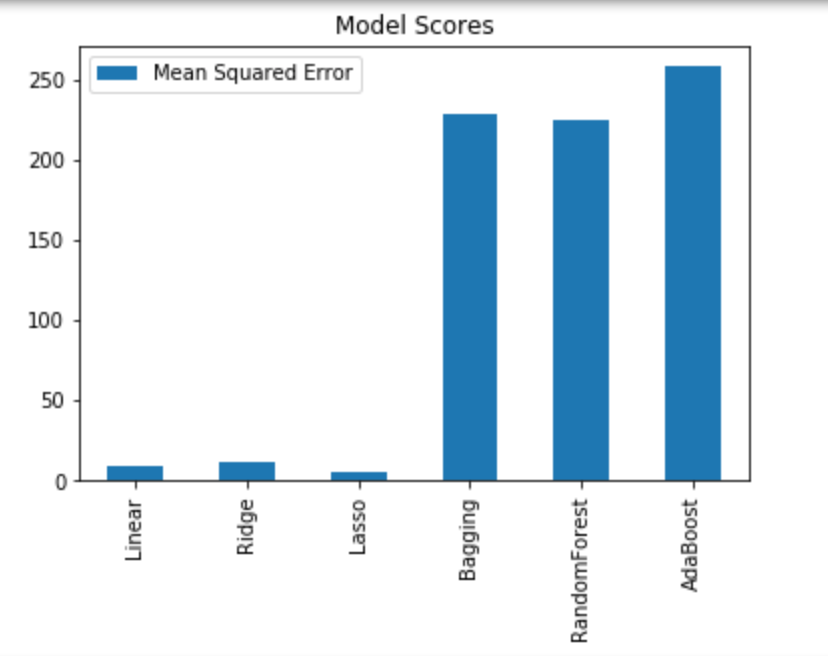 Model Scores
Mean Squared Error
250
200
150
100
50
0
Linear
Ridge
Lasso
Bagging
RandomForest
AdaBoost